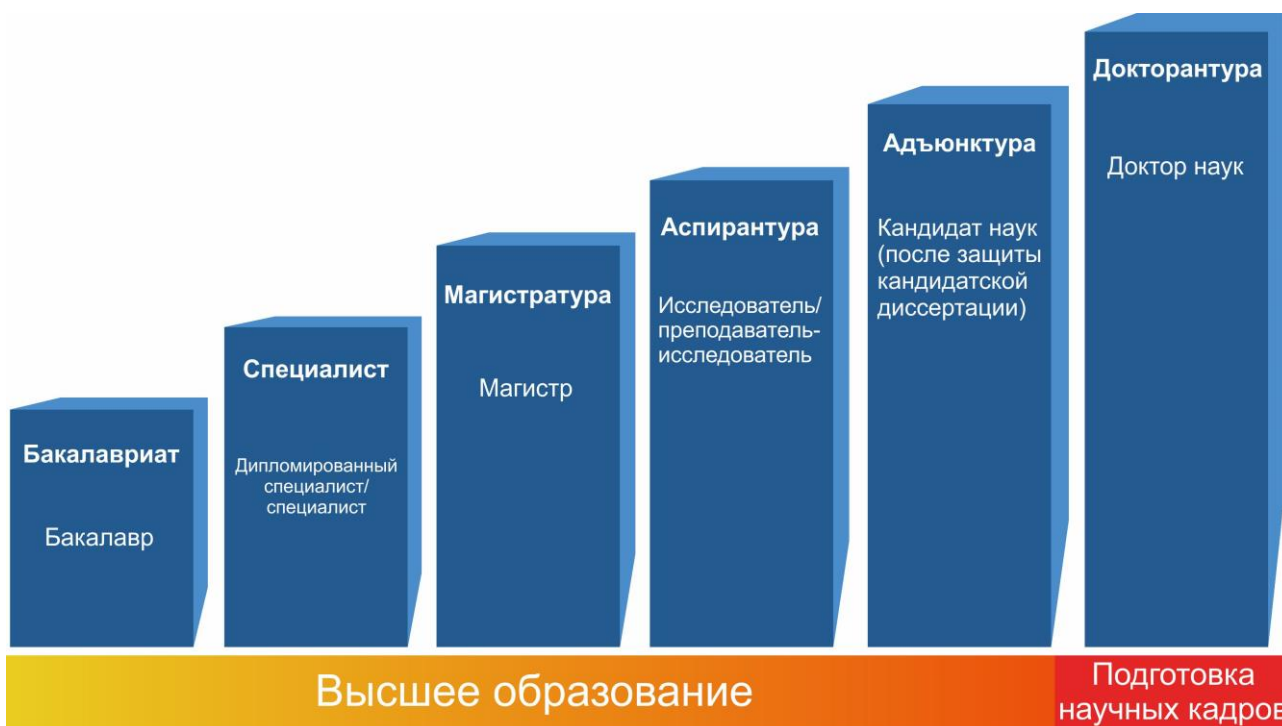 Бакалавриат
Бакалавр
Специалист
Дипломированный
специалист/
специалист
Магистратура
Магистр
Аспирантура
Исследователь/
преподаватель-
исследователь
Адъюнктура
Кандидат наук
(после защиты
кандидатской
диссертации)
Докторантура
Доктор наук
Высшее образование
Подготовка
научных кадров